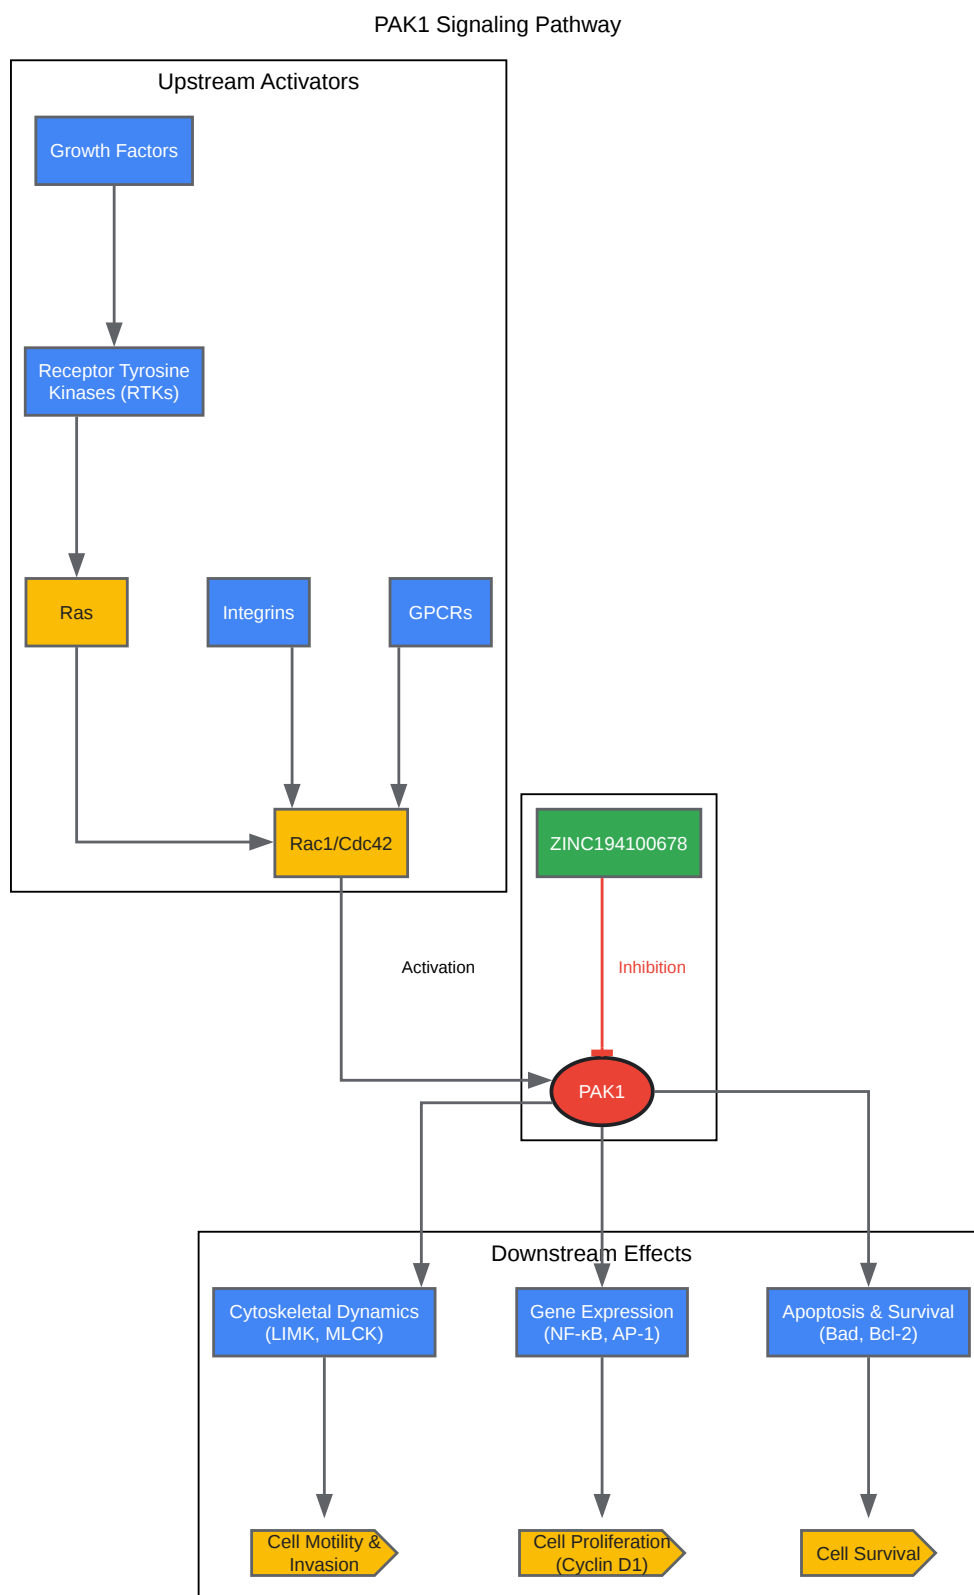 PAK1 Signaling Pathway
Upstream Activators
Growth Factors
Receptor Tyrosine
Kinases (RTKs)
Ras
Integrins
GPCRs
Rac1/Cdc42
ZINC194100678
Activation
Inhibition
PAK1
Downstream Effects
Cytoskeletal Dynamics
(LIMK, MLCK)
Gene Expression
(NF-κB, AP-1)
Apoptosis & Survival
(Bad, Bcl-2)
Cell Motility &
Invasion
Cell Proliferation
(Cyclin D1)
Cell Survival